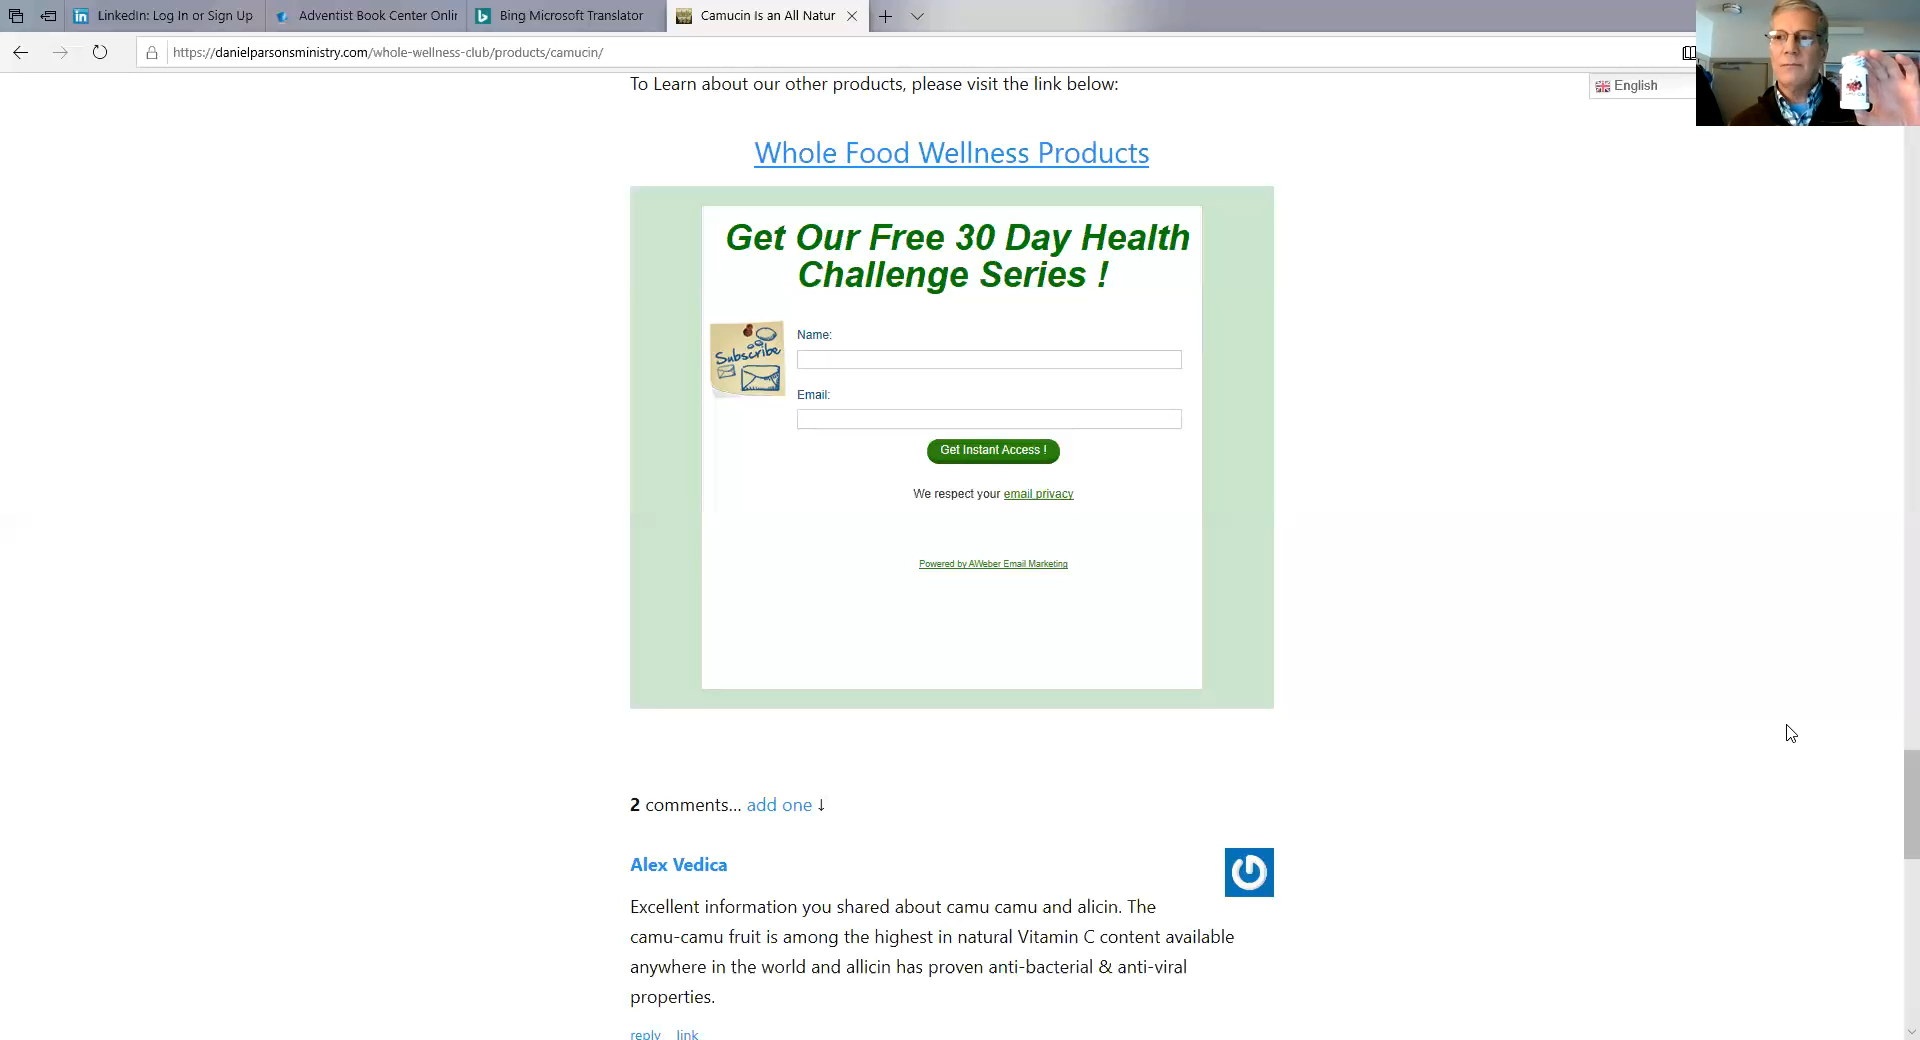 LinkedIn: Log In or Sign Up
Adventist Book Center Onlin
Bing Microsoft Translator
Camucin Is an All Natur
https://danielparsonsministry.com/whole-wellness-club/products/camucin/
To Learn about our other products, please visit the link below:
English
Whole Food Wellness Products
Get Our Free 30 Day Health
Challenge Series !
Subscribe
Name:
Email:
Get Instant Access !
We respect your email privacy
Powered by AWeber Email Marketing
2 comments... add one ↓
Alex Vedica
Excellent information you shared about camu camu and alicin. The
camu-camu fruit is among the highest in natural Vitamin C content available
anywhere in the world and allicin has proven anti-bacterial & anti-viral
properties.
reply link